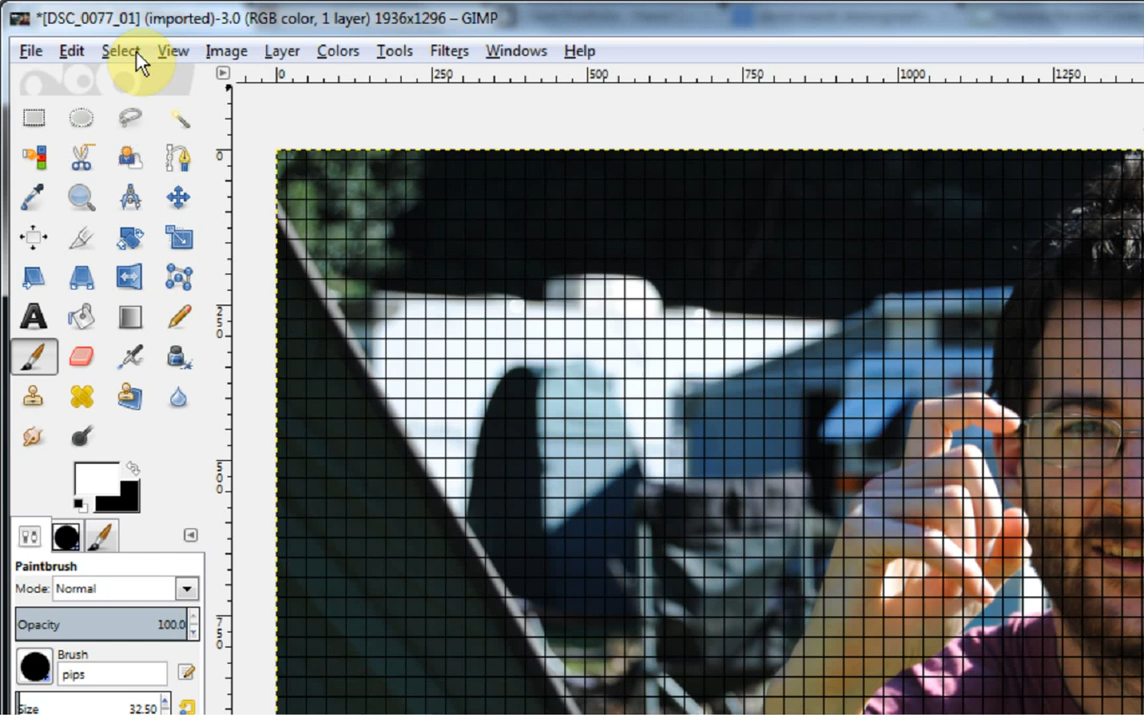 *[DSC_0077_01] (imported)-3.0 (RGB color, 1 layer) 1936x1296 – GIMP
File Edit Select View Image Layer Colors Tools Filters Windows Help
0 250 500 750 1000 1250
0
250
500
750
Paintbrush
Mode: Normal
Opacity 100.0
Brush
pips
Size 32.50